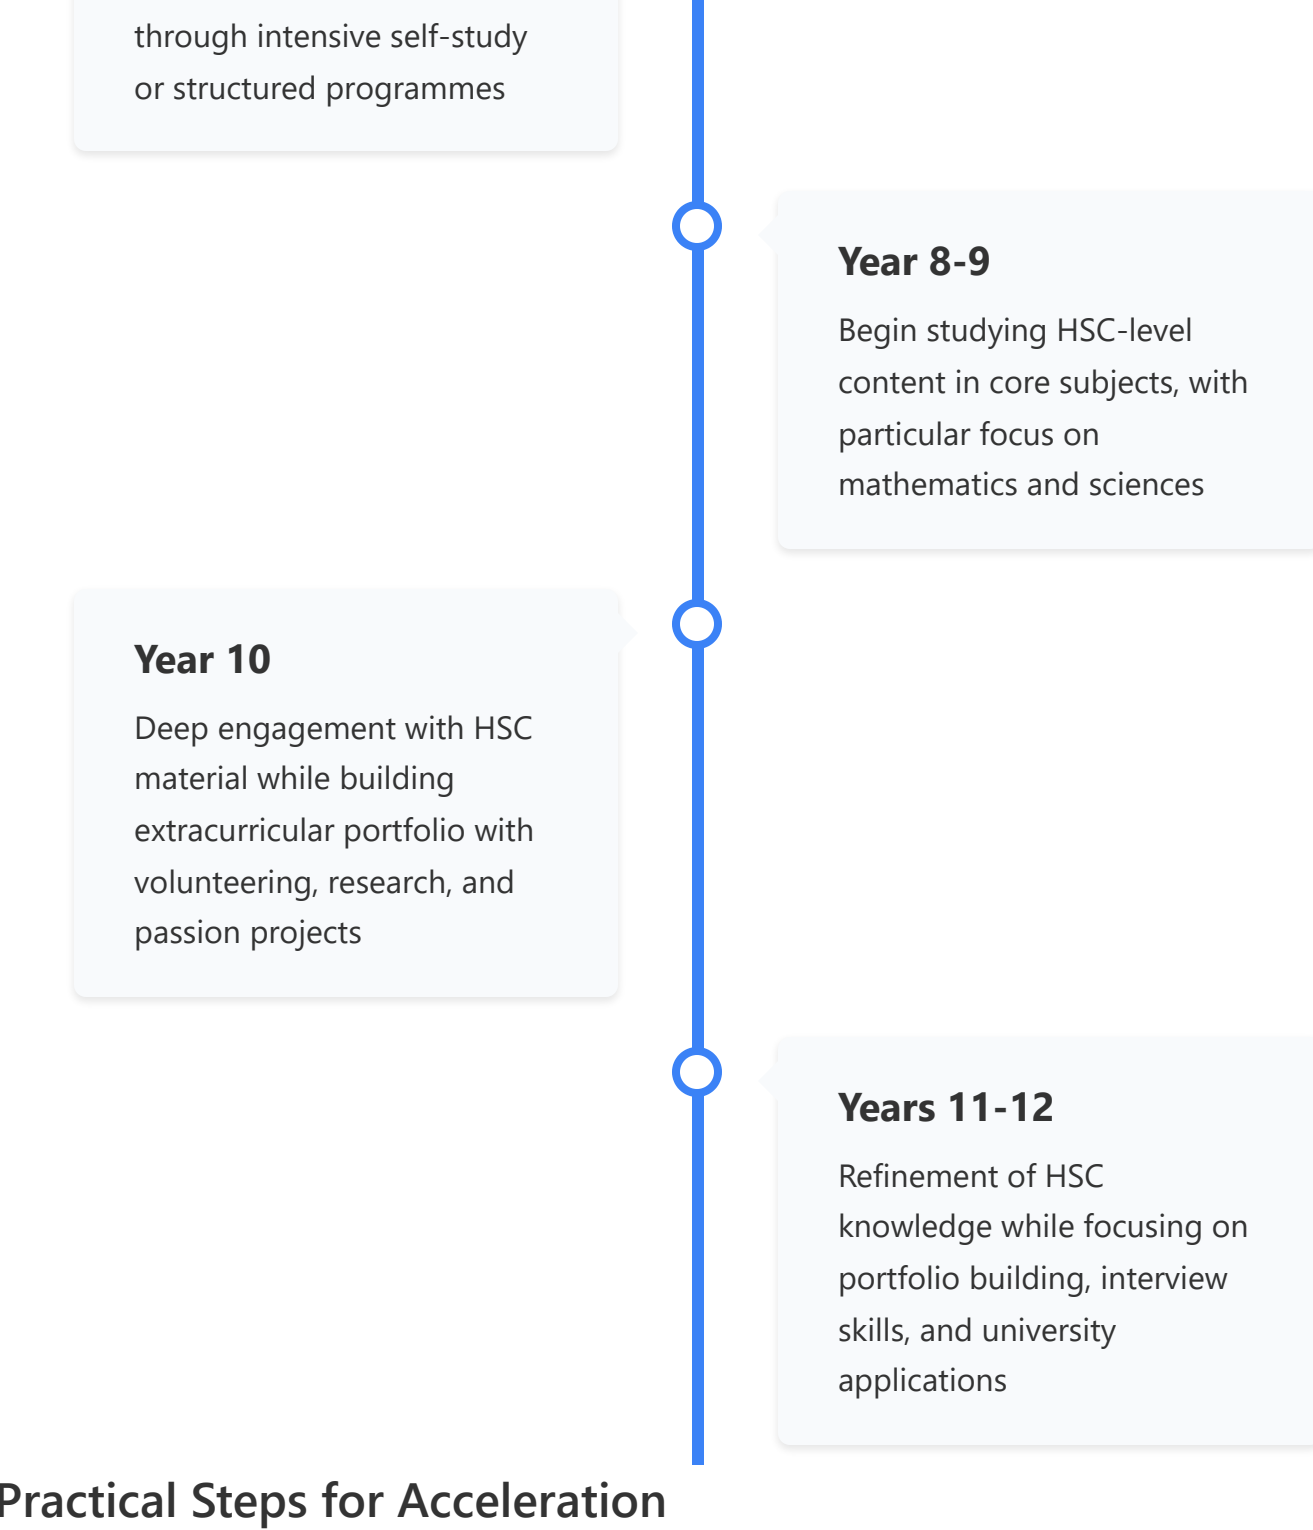 through intensive self-study
or structured programmes
Year 8-9
Begin studying HSC-level
content in core subjects, with
particular focus on
mathematics and sciences
Year 10
Deep engagement with HSC
material while building
extracurricular portfolio with
volunteering, research, and
passion projects
Years 11-12
Refinement of HSC
knowledge while focusing on
portfolio building, interview
skills, and university
applications
Practical Steps for Acceleration